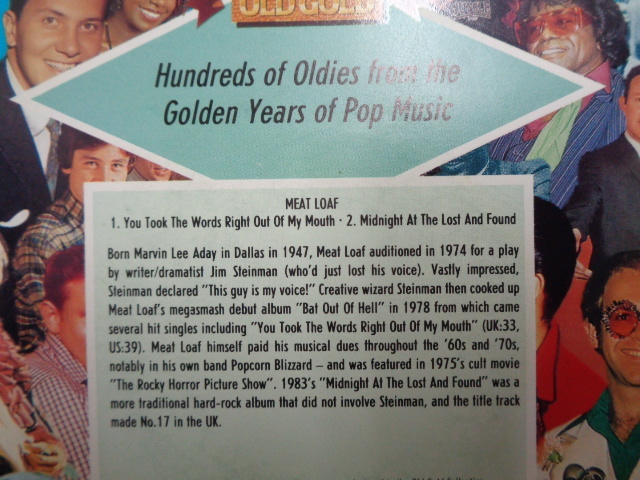 OLD GOLD
Hundreds of Oldies from the
Golden Years of Pop Music
MEAT LOAF
1. You Took The Words Right Out Of My Mouth · 2. Midnight At The Lost And Found
Born Marvin Lee Aday in Dallas in 1947, Meat Loaf auditioned in 1974 for a play
by writer/dramatist Jim Steinman (who'd just lost his voice). Vastly impressed,
Steinman declared "This guy is my voice!" Creative wizard Steinman then cooked up
Meat Loaf's megasmash debut album "Bat Out Of Hell" in 1978 from which came
several hit singles including "You Took The Words Right Out Of My Mouth" (UK:33,
US:39). Meat Loaf himself paid his musical dues throughout the '60s and '70s,
notably in his own band Popcorn Blizzard – and was featured in 1975's cult movie
"The Rocky Horror Picture Show". 1983's "Midnight At The Lost And Found" was a
more traditional hard-rock album that did not involve Steinman, and the title track
made No.17 in the UK.